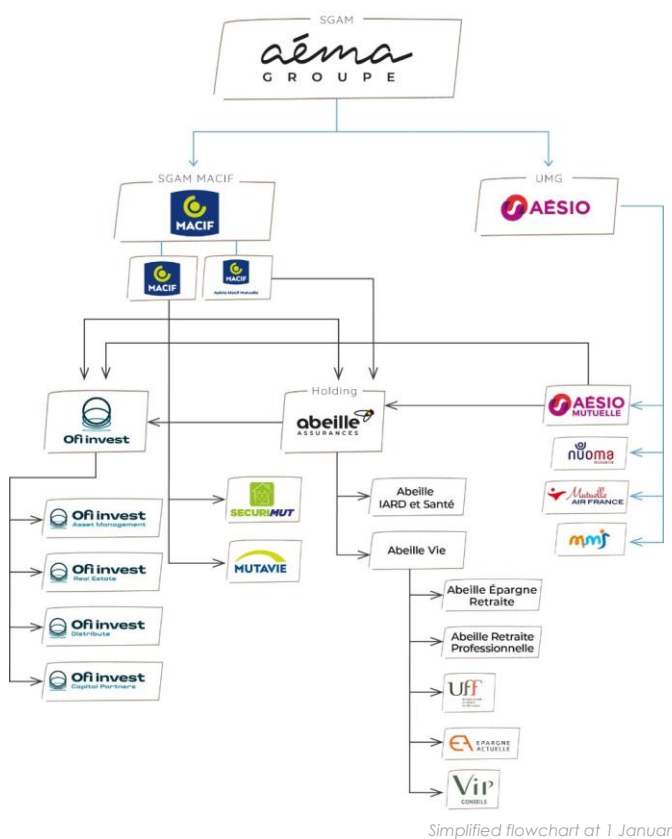 SGAM
aéma
GROUPE
SGAM MACIF
MACIF
UMG
AÉSIO
MACIF
MACIF
Apivia Macif Mutuelle
Ofi invest
Holding
abeille
ASSURANCES
AÉSIO
MUTUELLE
nuoma
MUTUELLE
Mutuelle
AIR FRANCE
mmj
SECURIMUT
MUTAVIE
Abeille
IARD et Santé
Abeille Vie
Ofi invest
Asset Management
Ofi invest
Real Estate
Ofi invest
Distribute
Ofi invest
Capital Partners
Abeille Épargne
Retraite
Abeille Retraite
Professionnelle
Uff
EA EPARGNE
ACTUELLE
Vip
CONSEILS
Simplified flowchart at 1 Januar